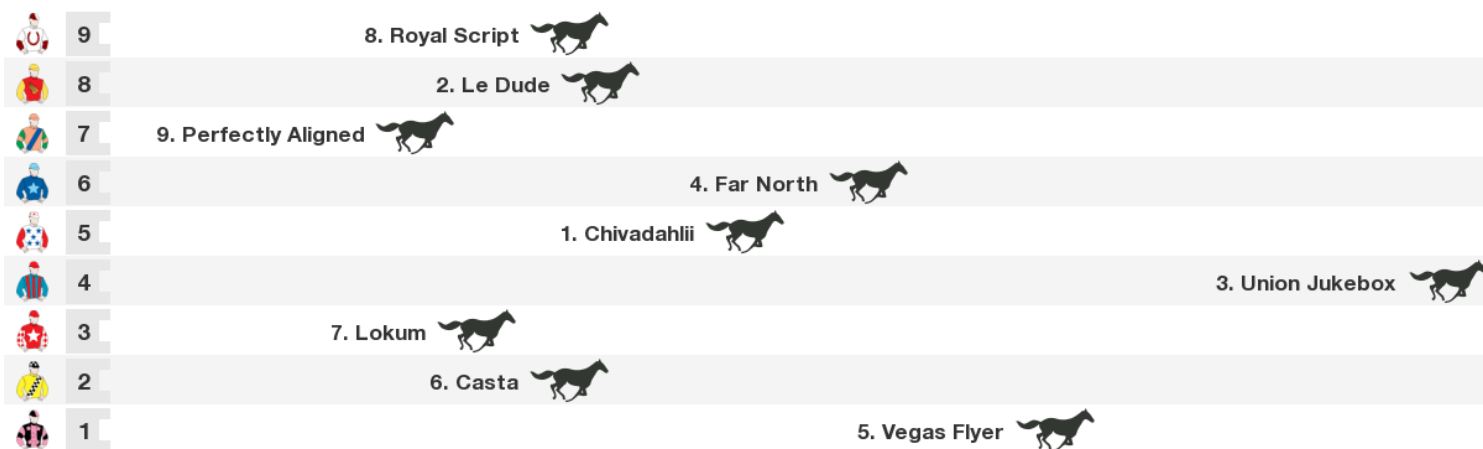 9 8. Royal Script
8 2. Le Dude
7 9. Perfectly Aligned
6 4. Far North
5 1. Chivadahlii
4 3. Union Jukebox
3 7. Lokum
2 6. Casta
1 5. Vegas Flyer